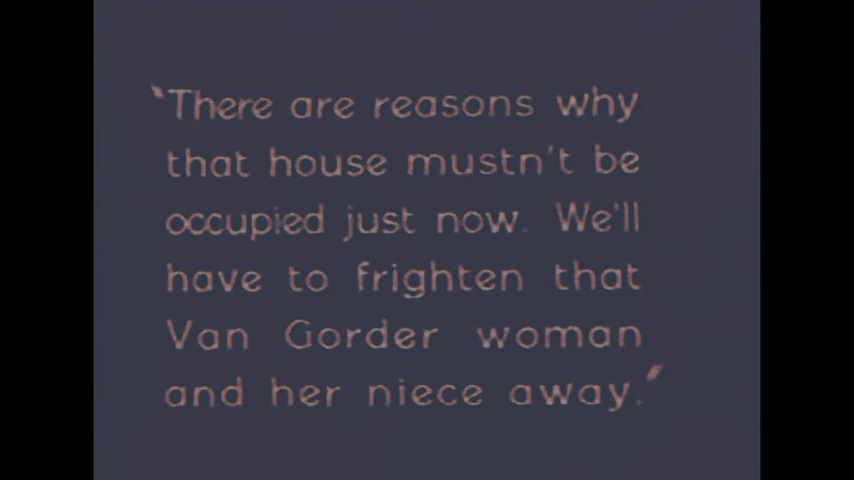 "There are reasons why
that house mustn't be
occupied just now. We'll
have to frighten that
Van Gorder woman
and her niece away."